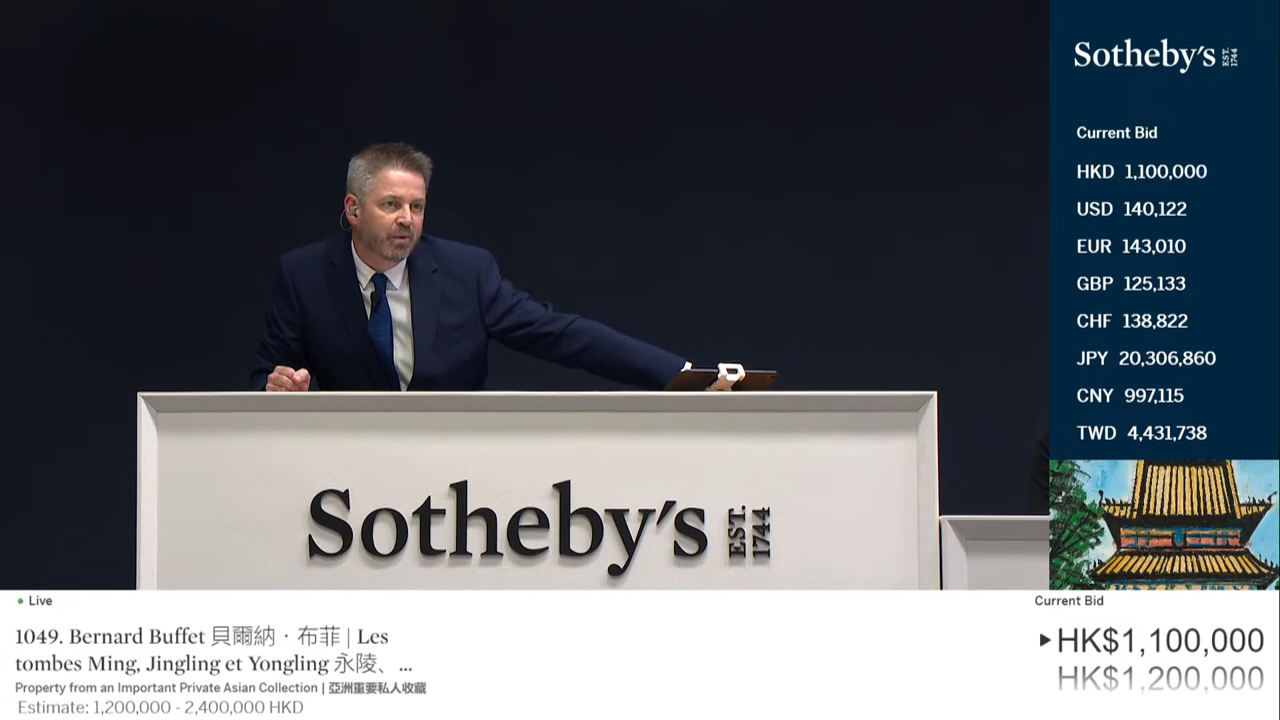 Sotheby's EST. 1744
Current Bid
HKD 1,100,000
USD 140,122
EUR 143,010
GBP 125,133
CHF 138,822
JPY 20,306,860
CNY 997,115
TWD 4,431,738
Sotheby's EST. 1744
Live
1049. Bernard Buffet 貝爾納·布菲 | Les
tombes Ming, Jingling et Yongling 永陵、 ...
Property from an Important Private Asian Collection | 亞洲重要私人收藏
Estimate: 1,200,000 - 2,400,000 HKD
Current Bid
HK$1,100,000
HK$1,200,000